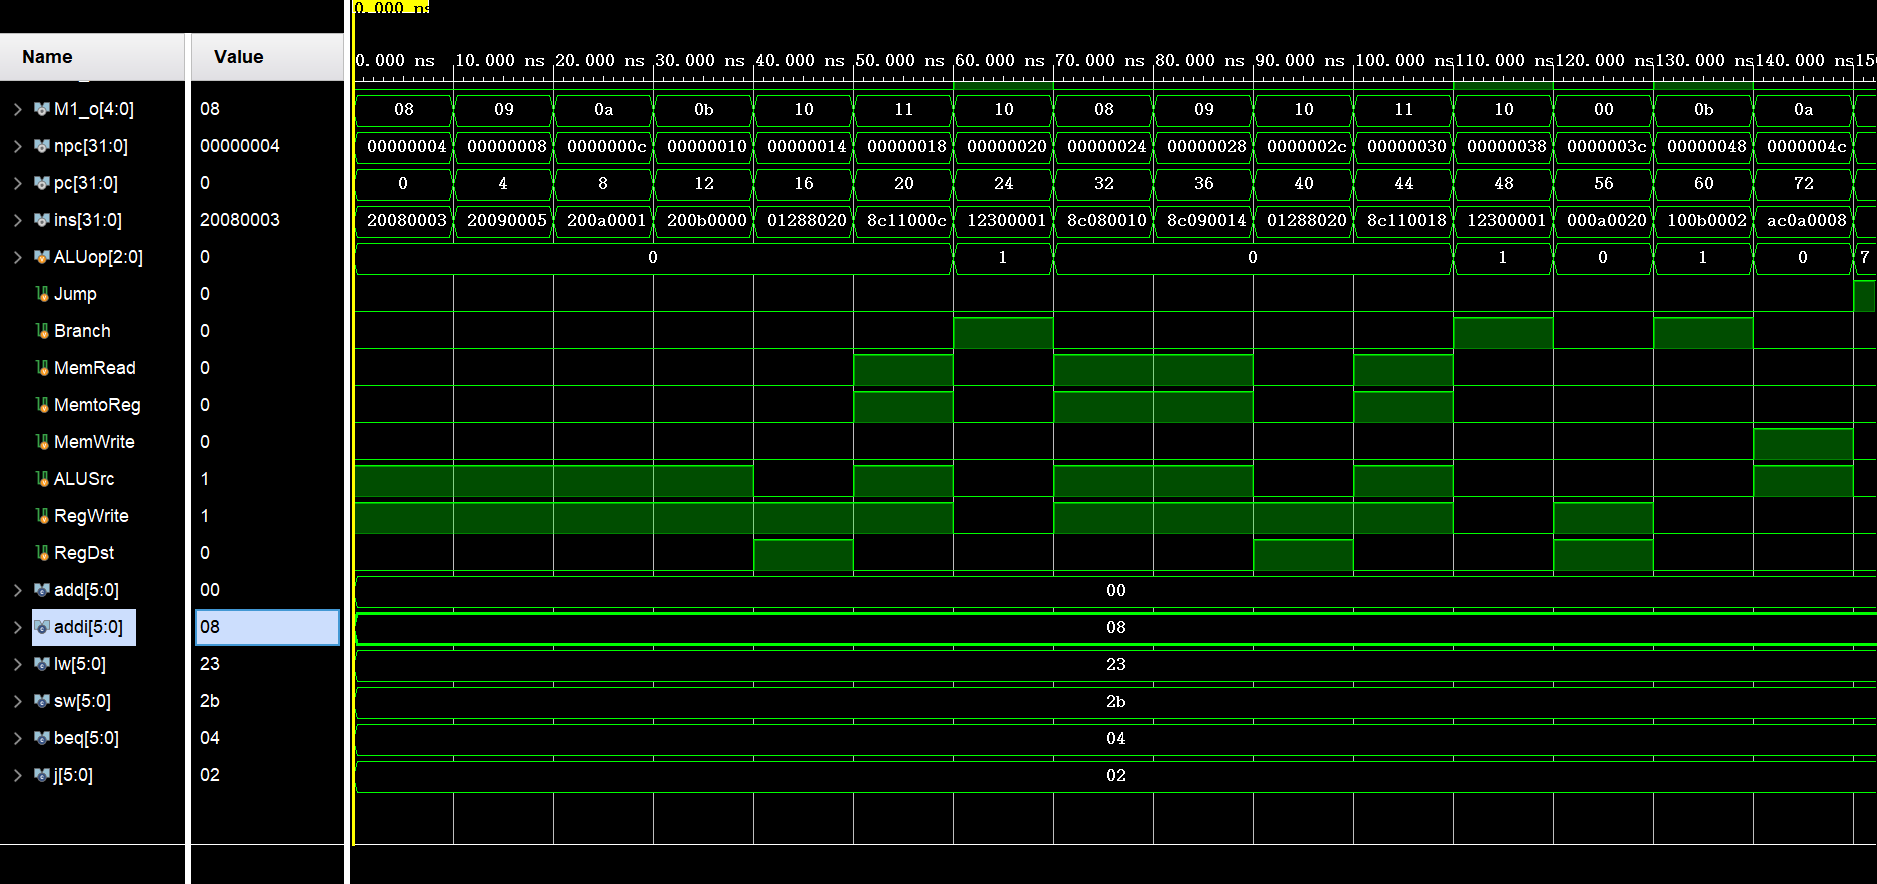 0.000 ns
Name Value
0.000 ns 10.000 ns 20.000 ns 30.000 ns 40.000 ns 50.000 ns 60.000 ns 70.000 ns 80.000 ns 90.000 ns 100.000 ns 110.000 ns 120.000 ns 130.000 ns 140.000 ns 150
M1_o[4:0] 08 08 09 0a 0b 10 11 10 08 09 10 11 10 00 0b 0a
npc[31:0] 00000004 00000004 00000008 0000000c 00000010 00000014 00000018 00000020 00000024 00000028 0000002c 00000030 00000038 0000003c 00000048 0000004c
pc[31:0] 0 0 4 8 12 16 20 24 32 36 40 44 48 56 60 72
ins[31:0] 20080003 20080003 20090005 200a0001 200b0000 01288020 8c11000c 12300001 8c080010 8c090014 01288020 8c110018 12300001 000a0020 100b0002 ac0a0008
ALUop[2:0] 0 0 1 0 1 0 1 0 7
Jump 0
Branch 0
MemRead 0
MemtoReg 0
MemWrite 0
ALUSrc 1
RegWrite 1
RegDst 0
add[5:0] 00 00
addi[5:0] 08 08
lw[5:0] 23 23
sw[5:0] 2b 2b
beq[5:0] 04 04
j[5:0] 02 02